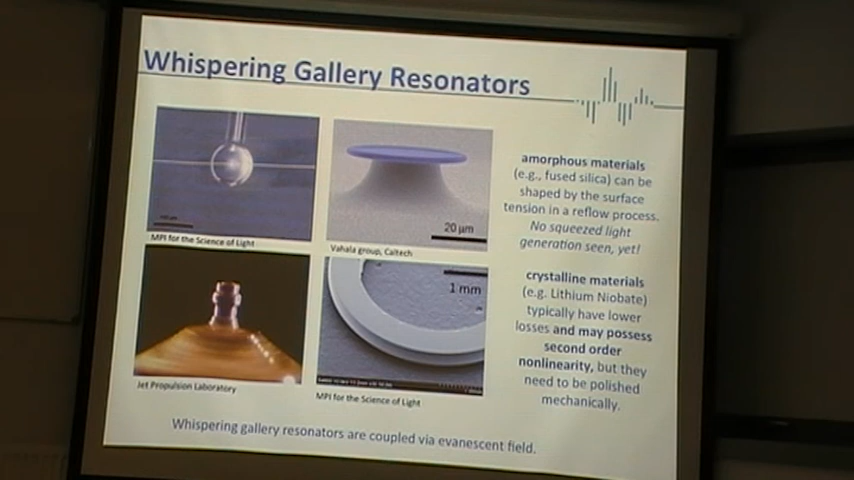 Whispering Gallery Resonators
MPI for the Science of Light
20 µm
Vahala group, Caltech
Jet Propulsion Laboratory
1 mm
MPI for the Science of Light
amorphous materials
(e.g., fused silica) can be
shaped by the surface
tension in a reflow process.
No squeezed light
generation seen, yet!
crystalline materials
(e.g. Lithium Niobate)
typically have lower
losses and may possess
second order
nonlinearity, but they
need to be polished
mechanically.
Whispering gallery resonators are coupled via evanescent field.